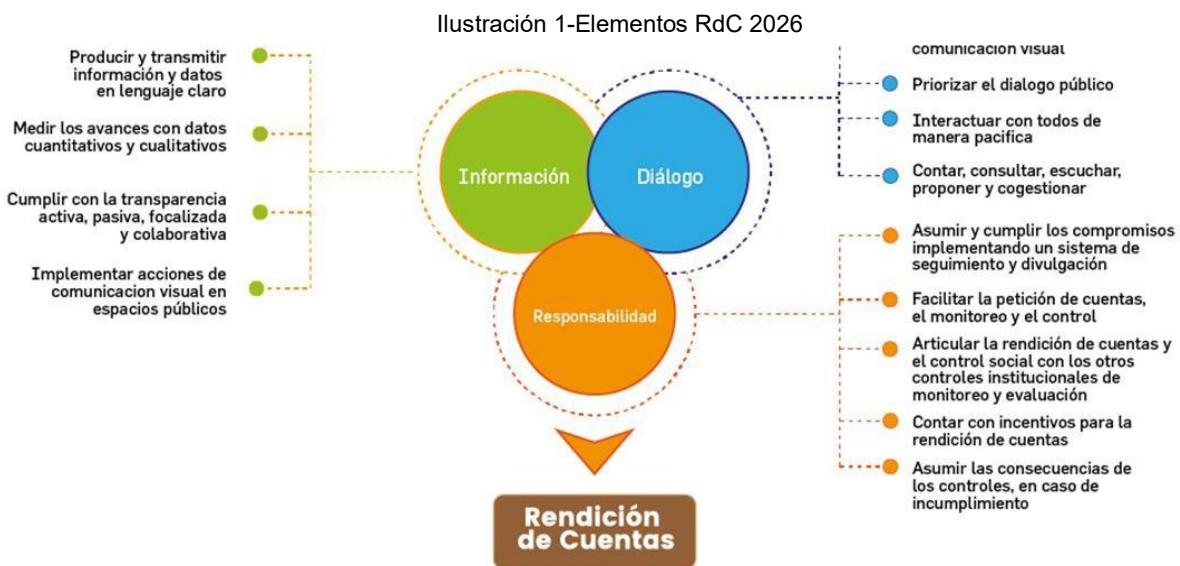 Ilustración 1-Elementos RdC 2026
Producir y transmitir
información y datos
en lenguaje claro
Medir los avances con datos
cuantitativos y cualitativos
Cumplir con la transparencia
activa, pasiva, focalizada
y colaborativa
Implementar acciones de
comunicacion visual en
espacios públicos
Información
Diálogo
Responsabilidad
comunicación visual
Priorizar el dialogo público
Interactuar con todos de
manera pacifica
Contar, consultar, escuchar,
proponer y cogestionar
Asumir y cumplir los compromisos
implementando un sistema de
seguimiento y divulgación
Facilitar la petición de cuentas,
el monitoreo y el control
Articular la rendición de cuentas y
el control social con los otros
controles institucionales de
monitoreo y evaluación
Contar con incentivos para la
rendición de cuentas
Asumir las consecuencias de
los controles, en caso de
incumplimiento
Rendición
de Cuentas